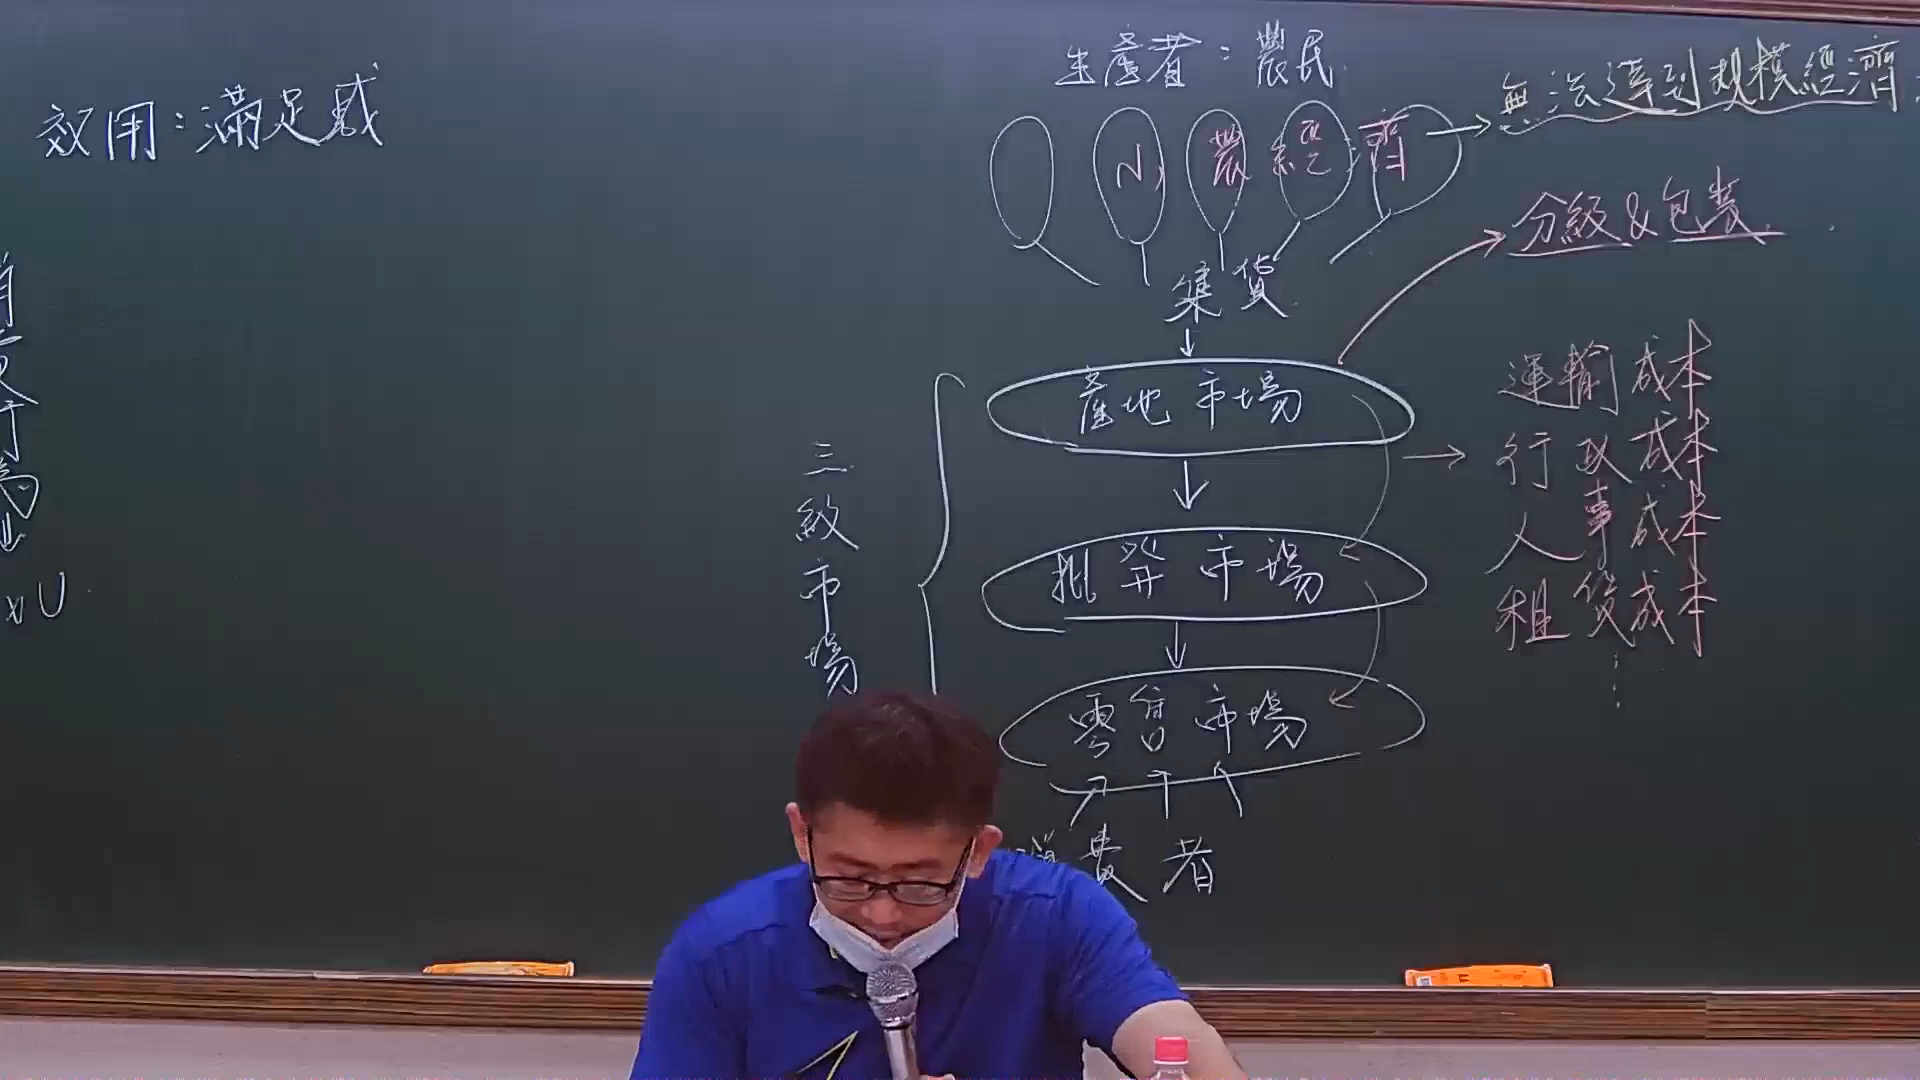 效用：滿足感
xU
生產者：農民
小農經濟
無法達到規模經濟
集貨
分級&包裝
產地市場
運輸成本
行政成本
人事成本
租貨成本
三級市場
批發市場
零售市場
消費者